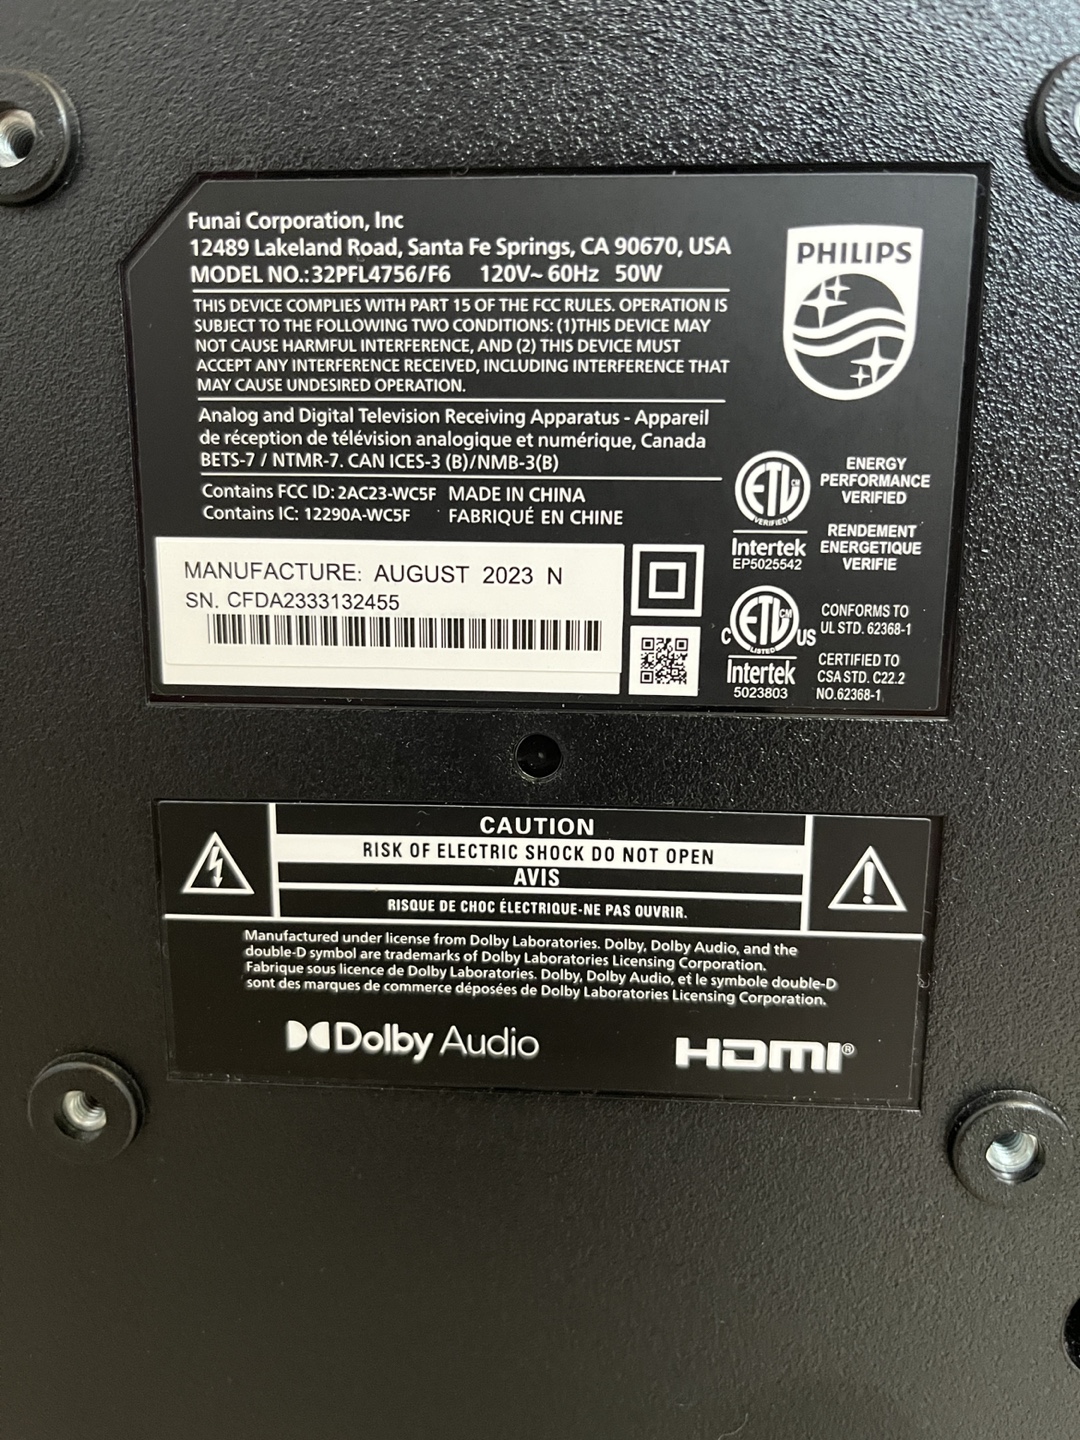 Funai Corporation, Inc
12489 Lakeland Road, Santa Fe Springs, CA 90670, USA
MODEL NO.:32PFL4756/F6 120V~ 60Hz 50W
THIS DEVICE COMPLIES WITH PART 15 OF THE FCC RULES. OPERATION IS
SUBJECT TO THE FOLLOWING TWO CONDITIONS: (1)THIS DEVICE MAY
NOT CAUSE HARMFUL INTERFERENCE, AND (2) THIS DEVICE MUST
ACCEPT ANY INTERFERENCE RECEIVED, INCLUDING INTERFERENCE THAT
MAY CAUSE UNDESIRED OPERATION.
Analog and Digital Television Receiving Apparatus - Appareil
de réception de télévision analogique et numérique, Canada
BETS-7 / NTMR-7. CAN ICES-3 (B)/NMB-3(B)
Contains FCC ID: 2AC23-WC5F MADE IN CHINA
Contains IC: 12290A-WC5F FABRIQUÉ EN CHINE
MANUFACTURE: AUGUST 2023 N
SN. CFDA2333132455
PHILIPS
ETL CM
VERIFIED
Intertek
EP5025542
ENERGY
PERFORMANCE
VERIFIED
RENDEMENT
ENERGETIQUE
VERIFIE
C ETL CM US
LISTED
Intertek
5023803
CONFORMS TO
UL STD. 62368-1
CERTIFIED TO
CSA STD. C22.2
NO.62368-1
CAUTION
RISK OF ELECTRIC SHOCK DO NOT OPEN
AVIS
RISQUE DE CHOC ÉLECTRIQUE-NE PAS OUVRIR.
Manufactured under license from Dolby Laboratories. Dolby, Dolby Audio, and the
double-D symbol are trademarks of Dolby Laboratories Licensing Corporation.
Fabrique sous licence de Dolby Laboratories. Dolby, Dolby Audio, et le symbole double-D
sont des marques de commerce déposées de Dolby Laboratories Licensing Corporation.
Dolby Audio
HDMI®